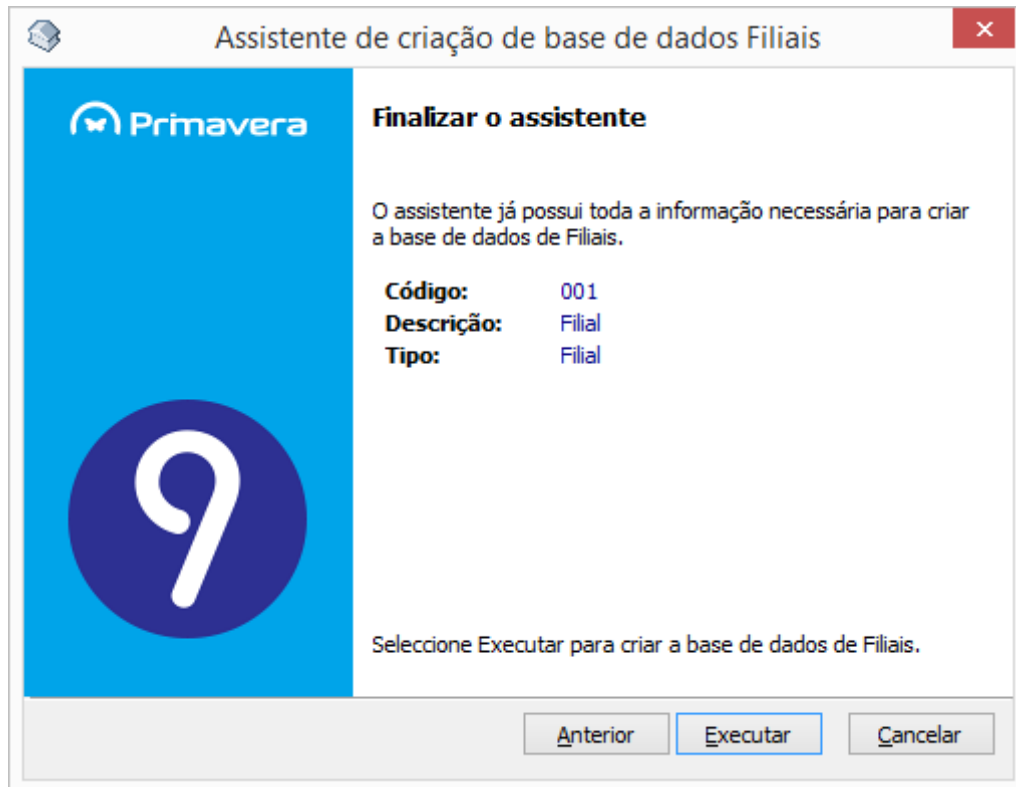 Assistente de criação de base de dados Filiais
Primavera
Finalizar o assistente
O assistente já possui toda a informação necessária para criar
a base de dados de Filiais.
Código: 001
Descrição: Filial
Tipo: Filial
9
Seleccione Executar para criar a base de dados de Filiais.
Anterior Executar Cancelar